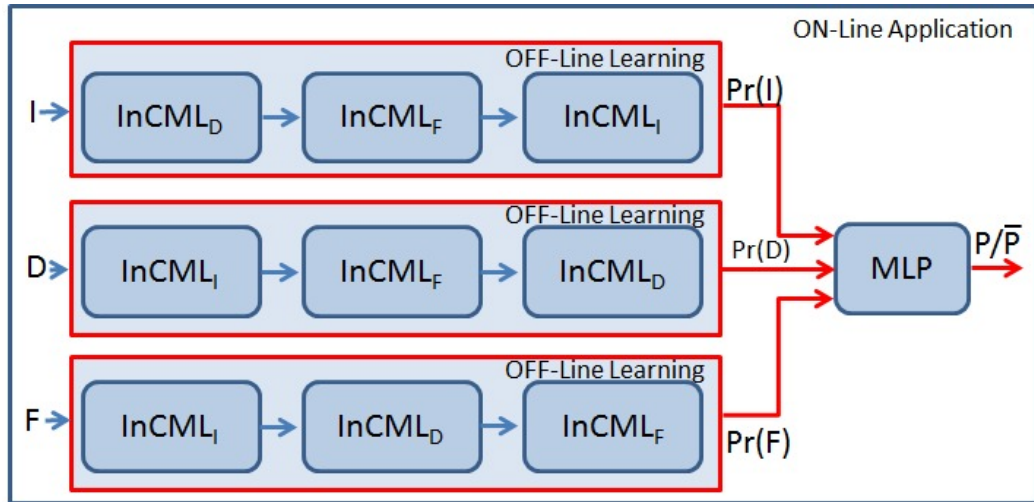 ON-Line Application
OFF-Line Learning
I InCML_D InCML_F InCML_I Pr(I)
OFF-Line Learning
D InCML_I InCML_F InCML_D Pr(D) MLP P/P̅
OFF-Line Learning
F InCML_I InCML_D InCML_F Pr(F)